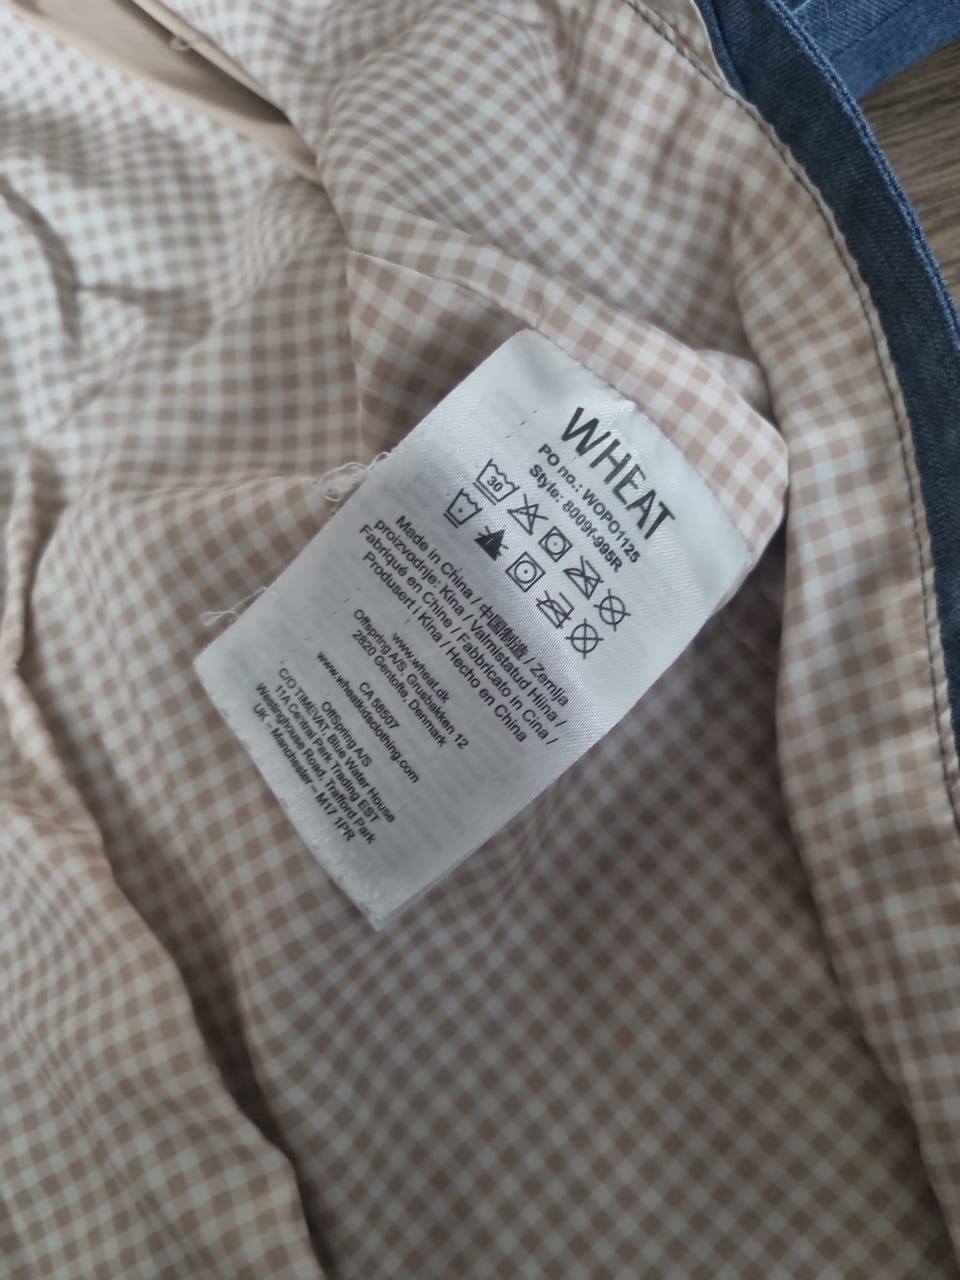 WHEAT
PO no.: WOPO1125
Style: 8009f-995R
30
Made in China / 中国制造 / Zemlja
proizvodnje: Kina / Valmistatud Hiina /
Fabriqué en Chine / Fabbricato in Cina /
Produsert i Kina / Hecho en China
www.wheat.dk
Offspring A/S, Grusbakken 12
2820 Gentofte Denmark
CA 58507
www.wheatkidsclothing.com
OffSpring A/S
C/O TIMEVAT, Blue Water House
11A Central Park Trading EST
Westinghouse Road, Trafford Park
UK – Manchester – M17 1PR